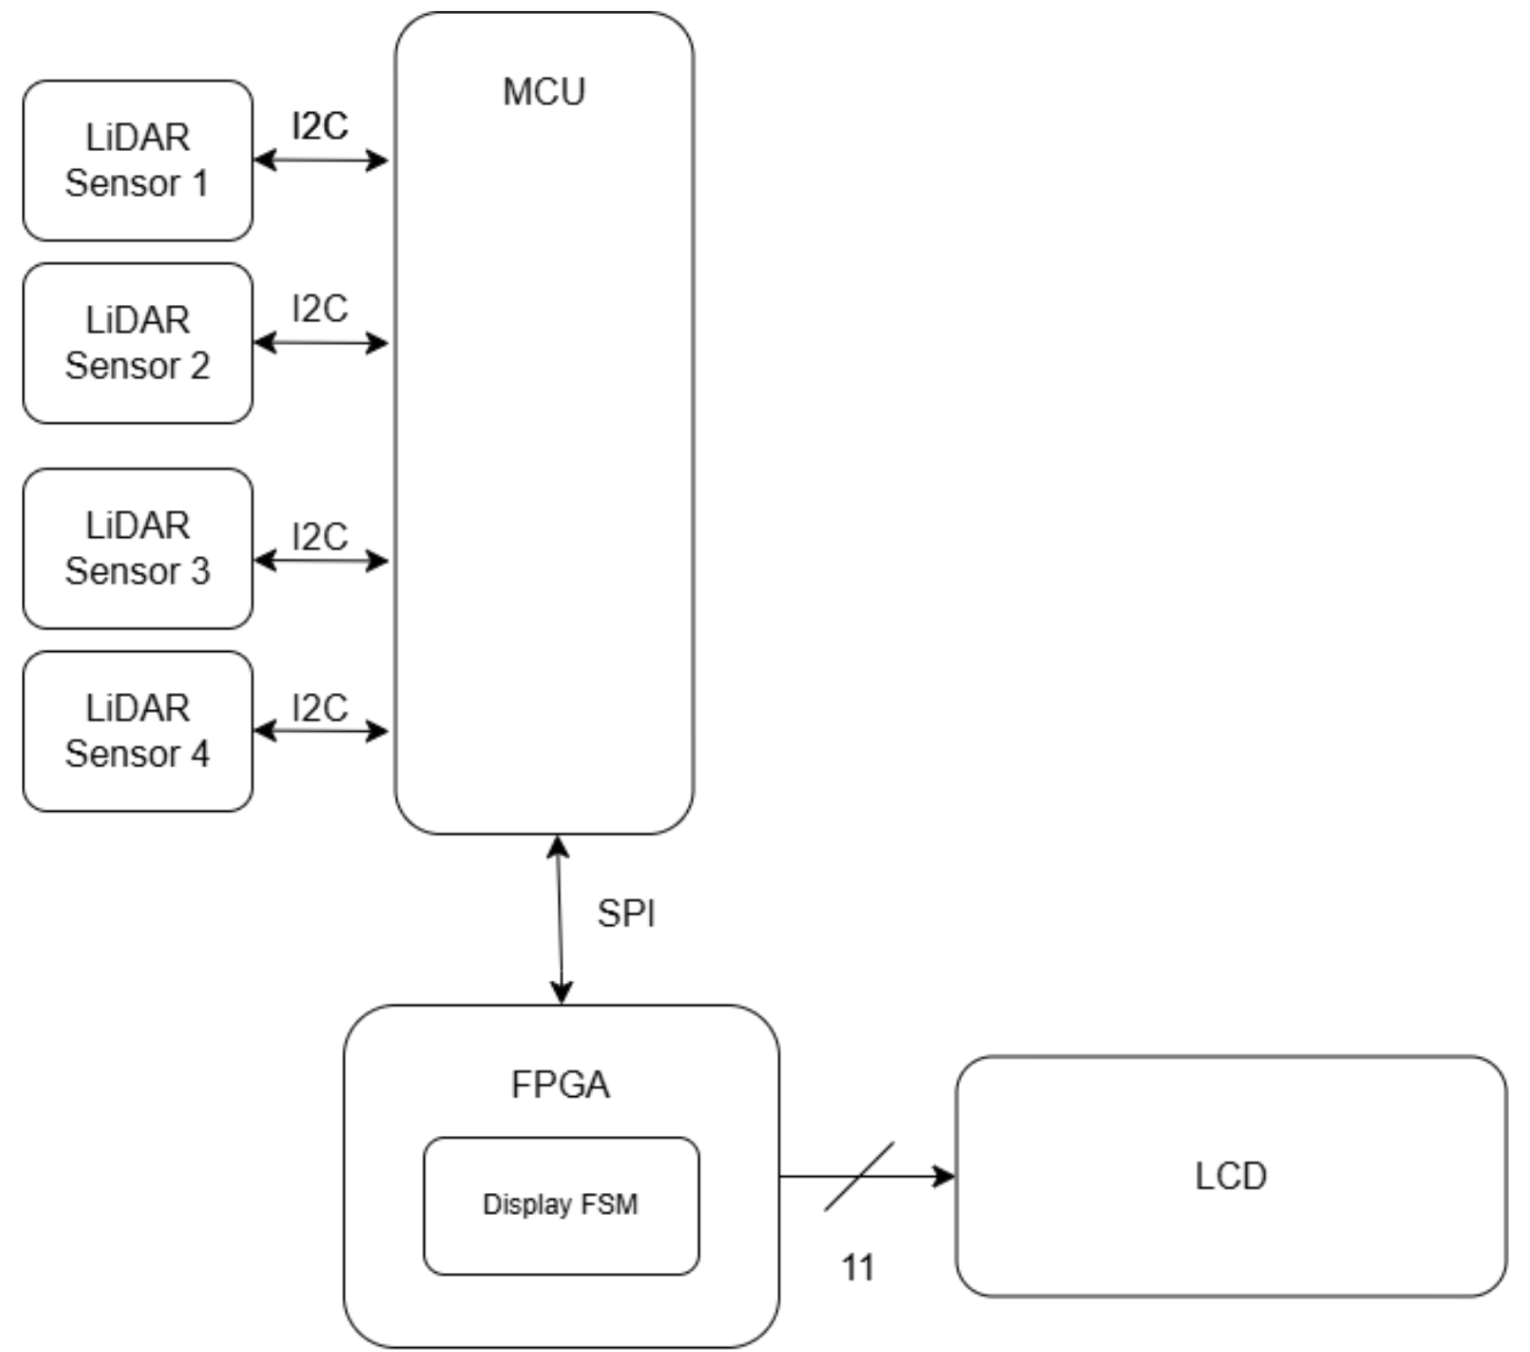 MCU
LiDAR
Sensor 1
I2C
LiDAR
Sensor 2
I2C
LiDAR
Sensor 3
I2C
LiDAR
Sensor 4
I2C
SPI
FPGA
Display FSM
11
LCD